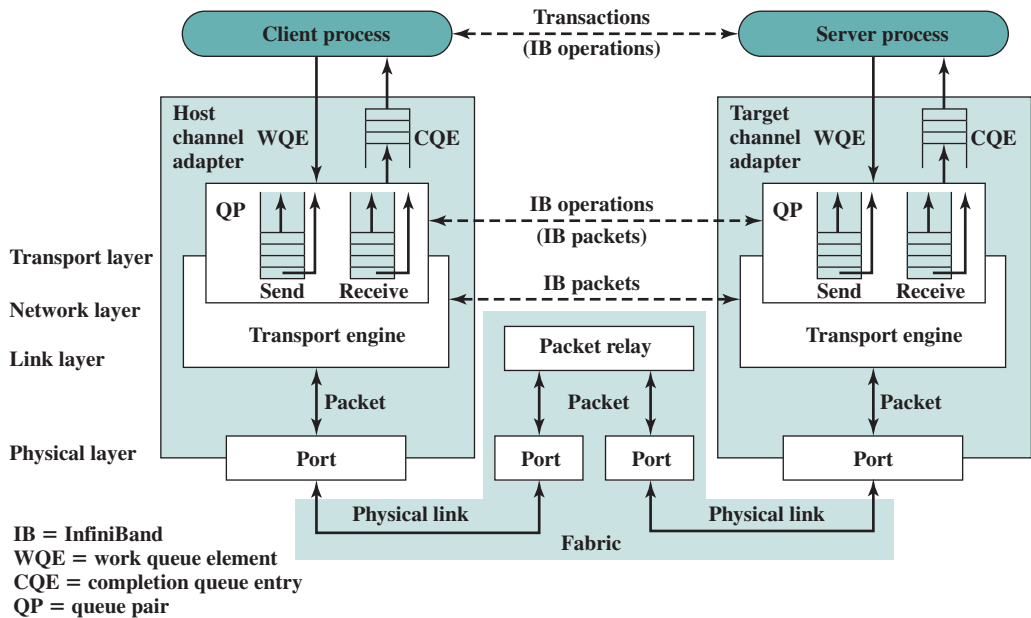 Client process
Transactions
(IB operations)
Server process
Host
channel
adapter
WQE
CQE
Target
channel
adapter
WQE
CQE
QP
IB operations
(IB packets)
QP
Transport layer
Send
Receive
IB packets
Send
Receive
Network layer
Transport engine
Packet relay
Transport engine
Link layer
Packet
Packet
Packet
Physical layer
Port
Port
Port
Port
Physical link
Physical link
Fabric
IB = InfiniBand
WQE = work queue element
CQE = completion queue entry
QP = queue pair